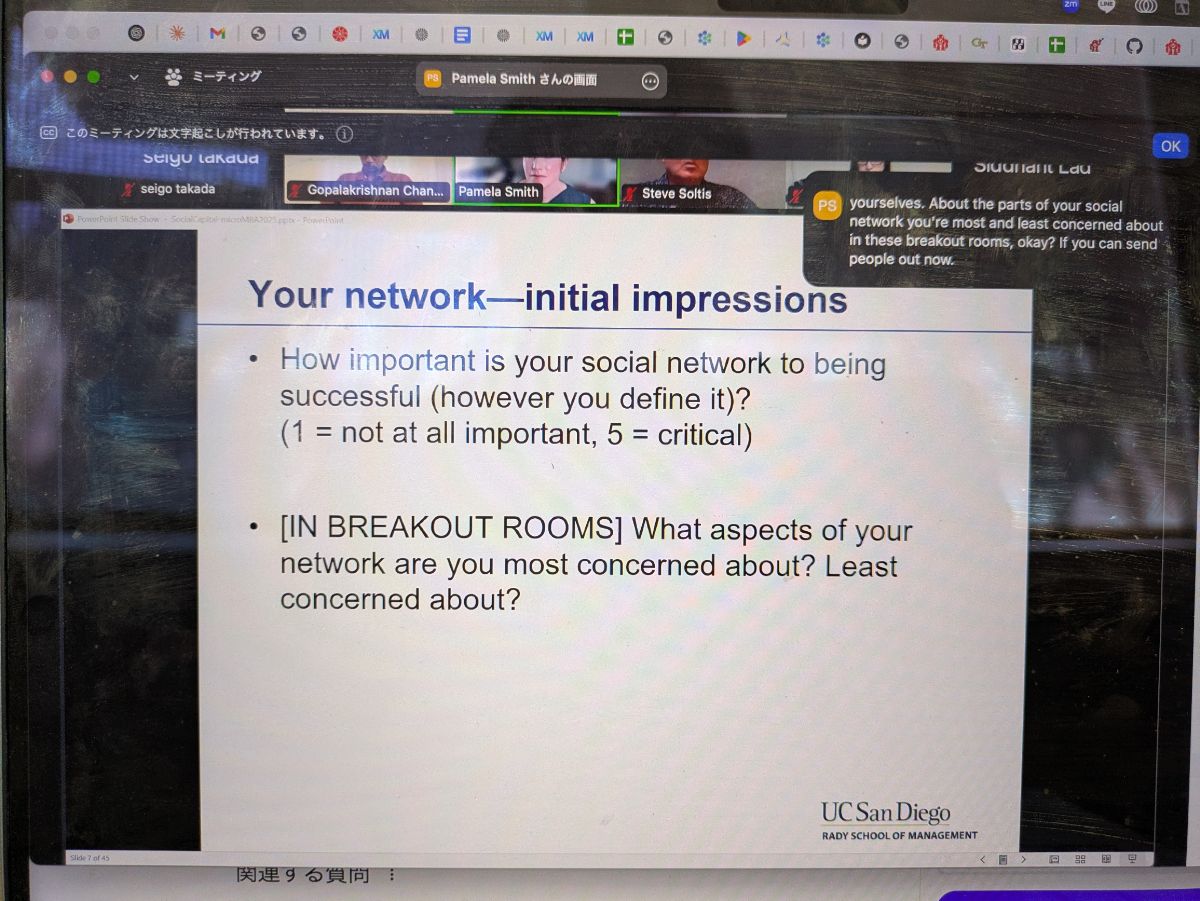 zm
LINE
M
XM
XM
XM
GT
ミーティング
PS Pamela Smith さんの画面
CC このミーティングは文字起こしが行われています。
OK
seigo takada
seigo takada
Gopalakrishnan Chan...
Pamela Smith
Steve Soltis
PS
yourselves. About the parts of your social
network you're most and least concerned about
in these breakout rooms, okay? If you can send
people out now.
PowerPoint Slide Show - SocialCapital-microMBA2025.pptx - PowerPoint
Your network—initial impressions
• How important is your social network to being
successful (however you define it)?
(1 = not at all important, 5 = critical)
• [IN BREAKOUT ROOMS] What aspects of your
network are you most concerned about? Least
concerned about?
UC San Diego
RADY SCHOOL OF MANAGEMENT
Slide 7 of 45
関連する質問